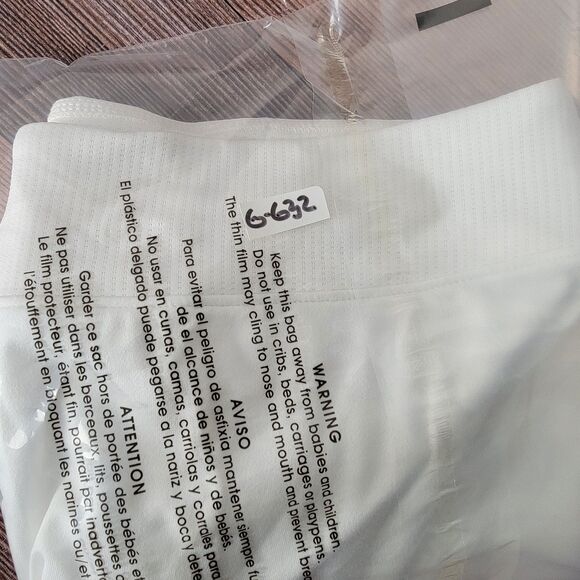 6-632
WARNING
Keep this bag away from babies and children.
Do not use in cribs, beds, carriages or playpens.
The thin film may cling to nose and mouth and prevent
AVISO
Para evitar el peligro de asfixia mantener siempre
de el alcance de niños y de bebés.
No usar en cunas, camas, carriolas y corrales para
El plástico delgado puede pegarse a la nariz y boca y
ATTENTION
Garder ce sac hors de portée des bébés et
Ne pas utiliser dans les berceaux, lits, poussettes
Le film protecteur, étant fin, pourrait par
l'étouffement en bloquant les narines ou/et